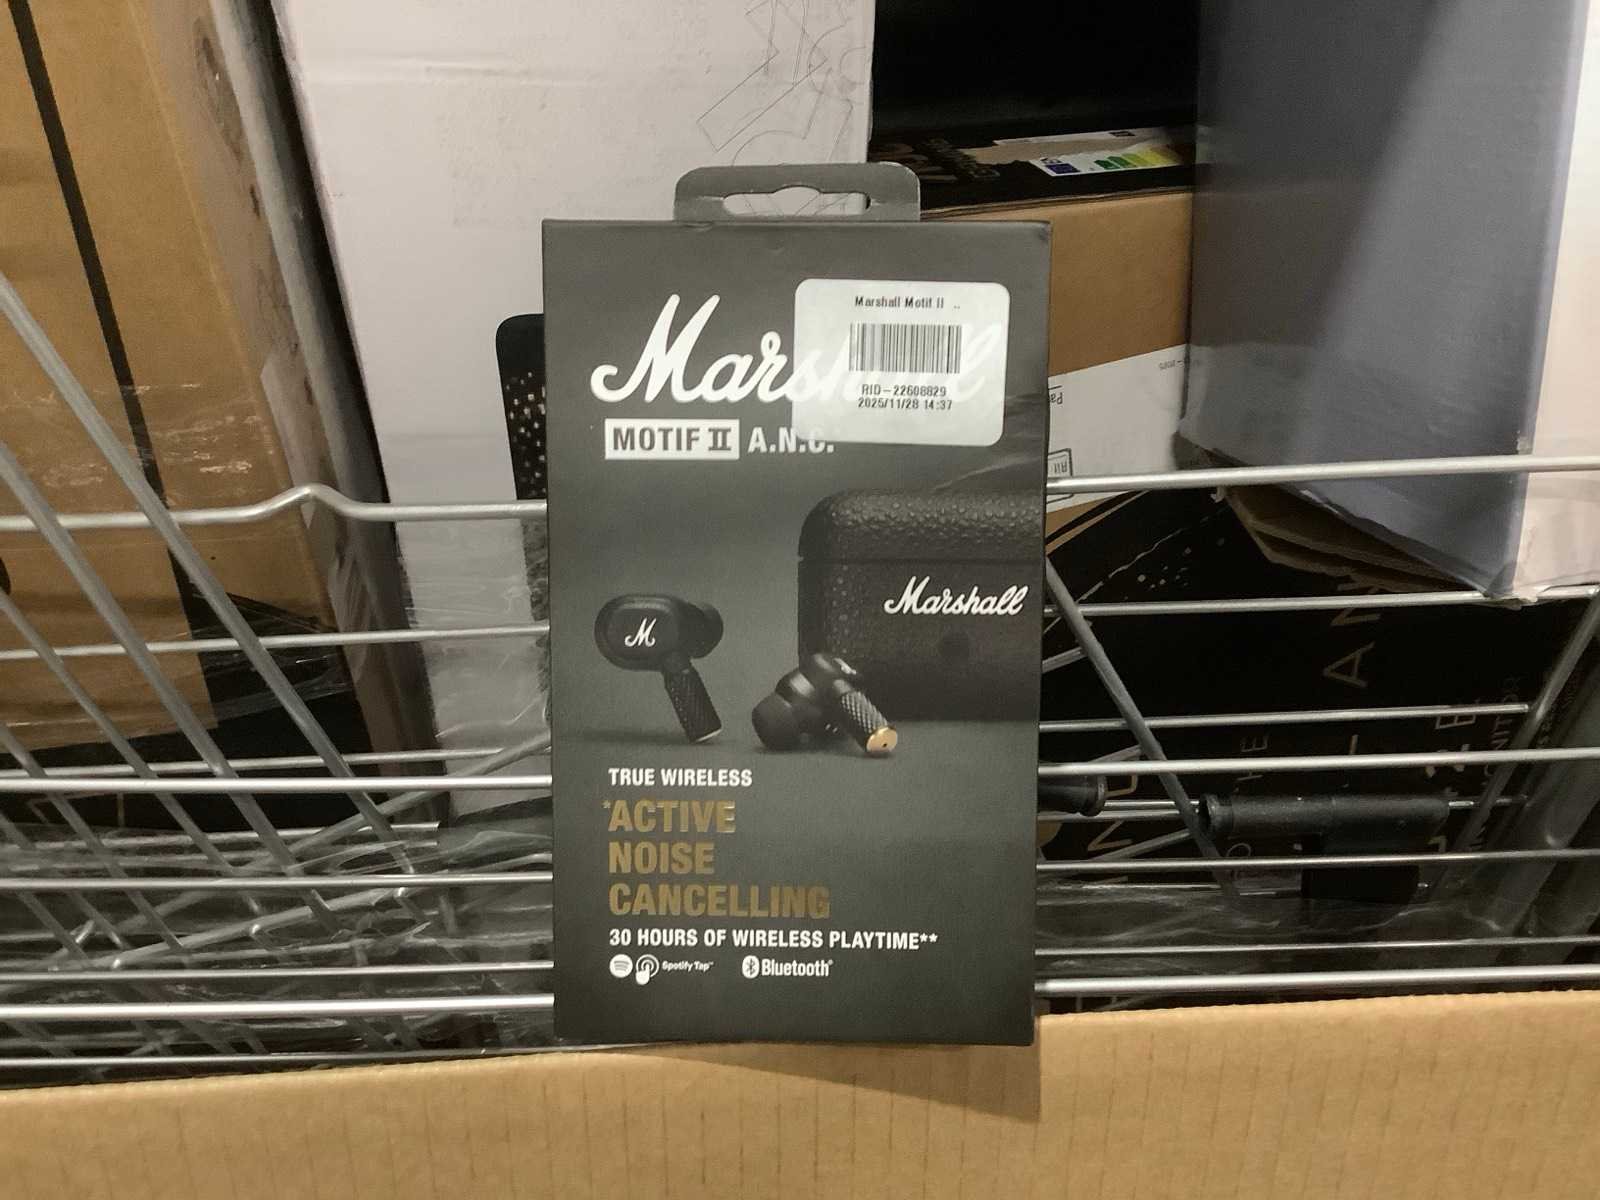 Marshall Motif II ..
RID-22608829
2025/11/28 14:37
Marshall
MOTIF II A.N.C.
Marshall
M
TRUE WIRELESS
*ACTIVE
NOISE
CANCELLING
30 HOURS OF WIRELESS PLAYTIME**
Spotify Tap™ Bluetooth®